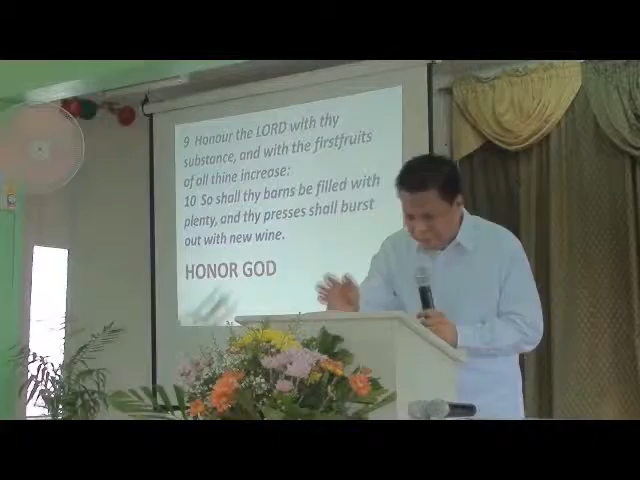 9 Honour the LORD with thy
substance, and with the firstfruits
of all thine increase:
10 So shall thy barns be filled with
plenty, and thy presses shall burst
out with new wine.
HONOR GOD